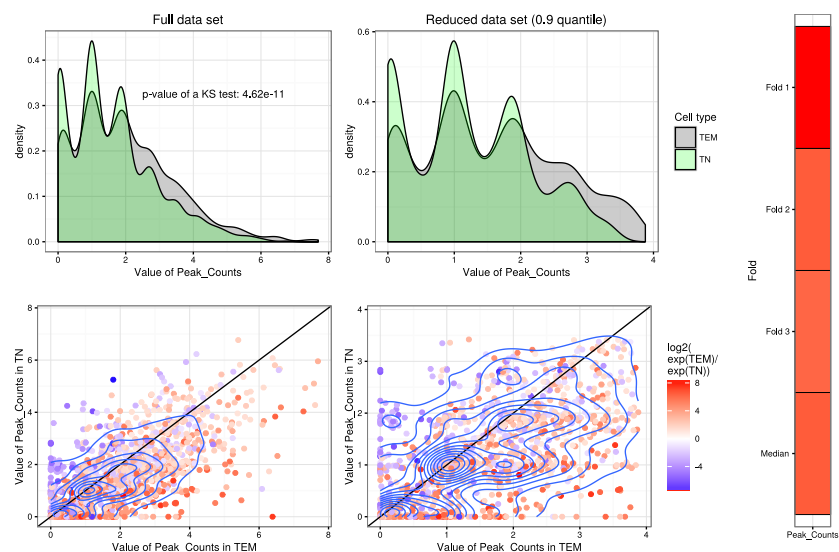 Full data set
Reduced data set (0.9 quantile)
density
0.4
0.3
0.2
0.1
0.0
p-value of a KS test: 4.62e-11
0 2 4 6 8
Value of Peak_Counts
density
0.6
0.4
0.2
0.0
0 1 2 3 4
Value of Peak_Counts
Cell type
TEM
TN
Value of Peak_Counts in TN
8
6
4
2
0
0 2 4 6 8
Value of Peak_Counts in TEM
Value of Peak_Counts in TN
4
3
2
1
0
0 1 2 3 4
Value of Peak_Counts in TEM
log2(
exp(TEM)/
exp(TN))
8
4
0
-4
Fold
Fold 1
Fold 2
Fold 3
Median
Peak_Counts